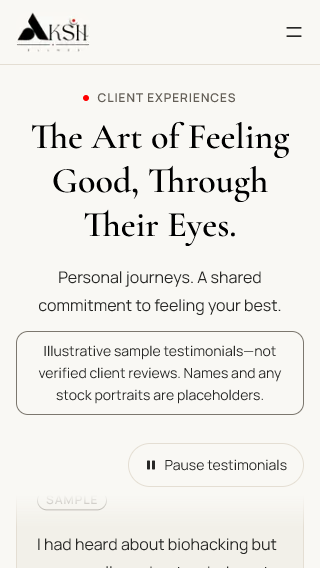 AKSH
CLIENT EXPERIENCES
The Art of Feeling
Good, Through
Their Eyes.
Personal journeys. A shared
commitment to feeling your best.
Illustrative sample testimonials—not
verified client reviews. Names and any
stock portraits are placeholders.
Pause testimonials
SAMPLE
I had heard about biohacking but